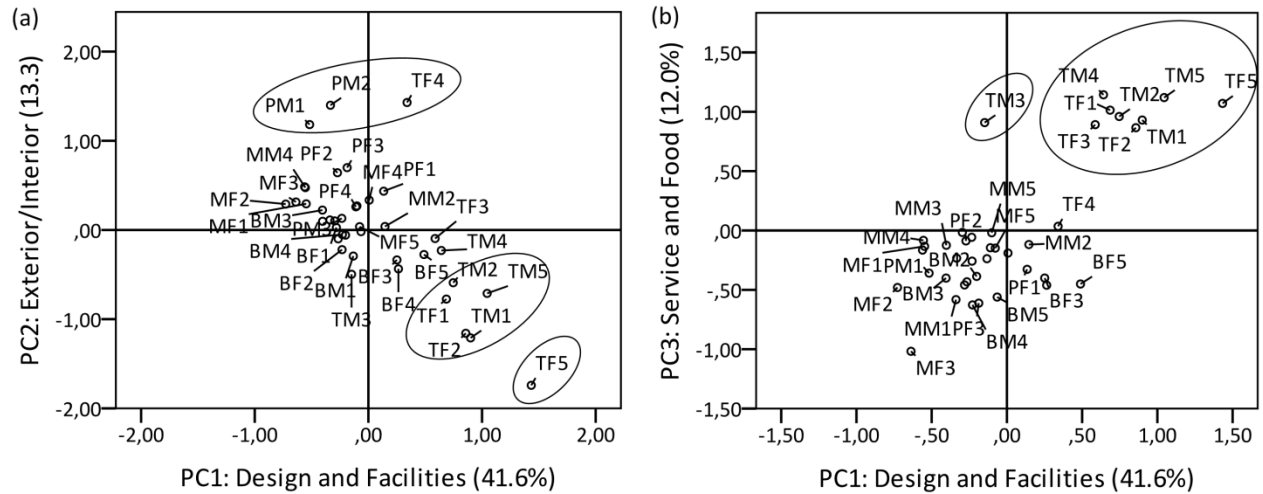 (a)
PC2: Exterior/Interior (13.3)
2,00
1,00
,00
-1,00
-2,00
PM2
TF4
PM1
PF3
PF2
MM4
MF4
PF1
MF3
PF4
MF2
MM2
TF3
MF1
BM3
PM3
TM4
BM4
BF1
MF5
BF2
BM1
BF3
BF5
TM2
TM5
BF4
TM3
TF1
TM1
TF2
TF5
-2,00
-1,00
,00
1,00
2,00
PC1: Design and Facilities (41.6%)
(b)
PC3: Service and Food (12.0%)
1,50
1,00
,50
,00
-,50
-1,00
-1,50
TM4
TM5
TF5
TM3
TF1
TM2
TF3
TF2
TM1
MM5
MM3
PF2
MF5
TF4
MM4
MM2
MF1
PM1
BM2
BF5
MF2
BM3
PF1
BF3
BM5
MM1
PF3
BM4
MF3
-1,50
-1,00
-,50
,00
,50
1,00
1,50
PC1: Design and Facilities (41.6%)